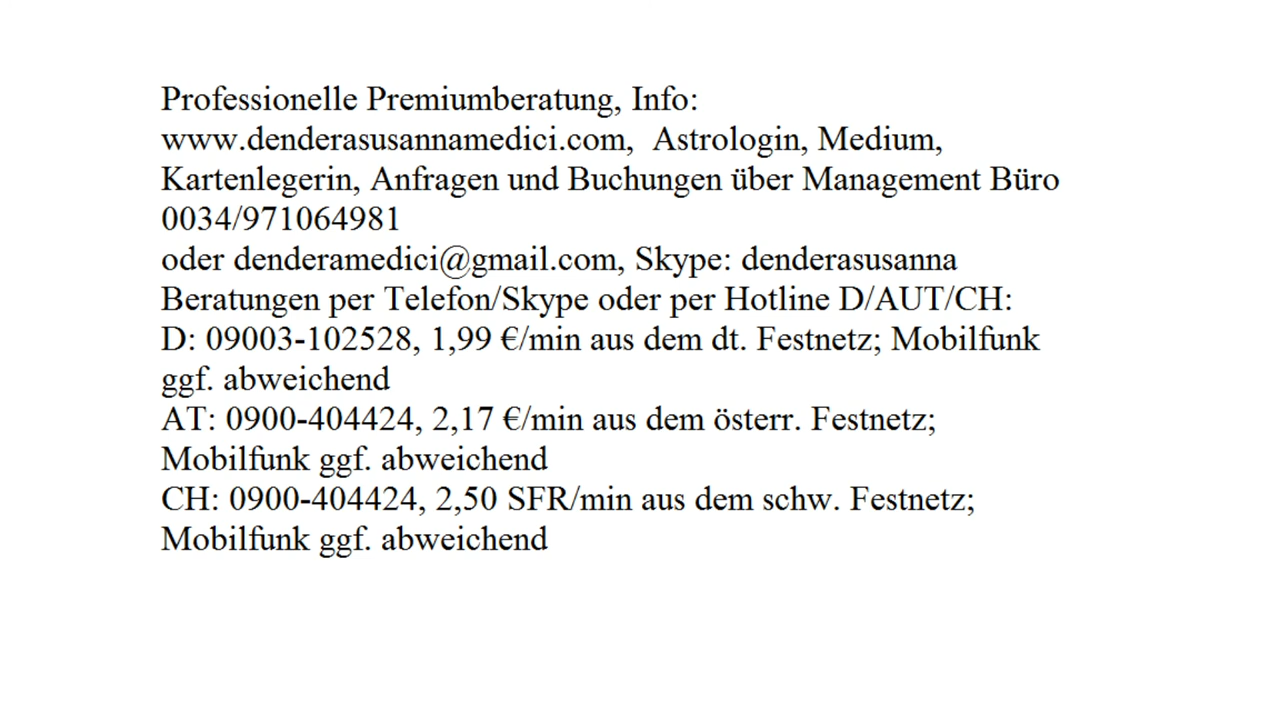 Professionelle Premiumberatung, Info:
www.denderasusannamedici.com,  Astrologin, Medium,
Kartenlegerin, Anfragen und Buchungen über Management Büro
0034/971064981
oder denderamedici@gmail.com, Skype: denderasusanna
Beratungen per Telefon/Skype oder per Hotline D/AUT/CH:
D: 09003-102528, 1,99 €/min aus dem dt. Festnetz; Mobilfunk
ggf. abweichend
AT: 0900-404424, 2,17 €/min aus dem österr. Festnetz;
Mobilfunk ggf. abweichend
CH: 0900-404424, 2,50 SFR/min aus dem schw. Festnetz;
Mobilfunk ggf. abweichend